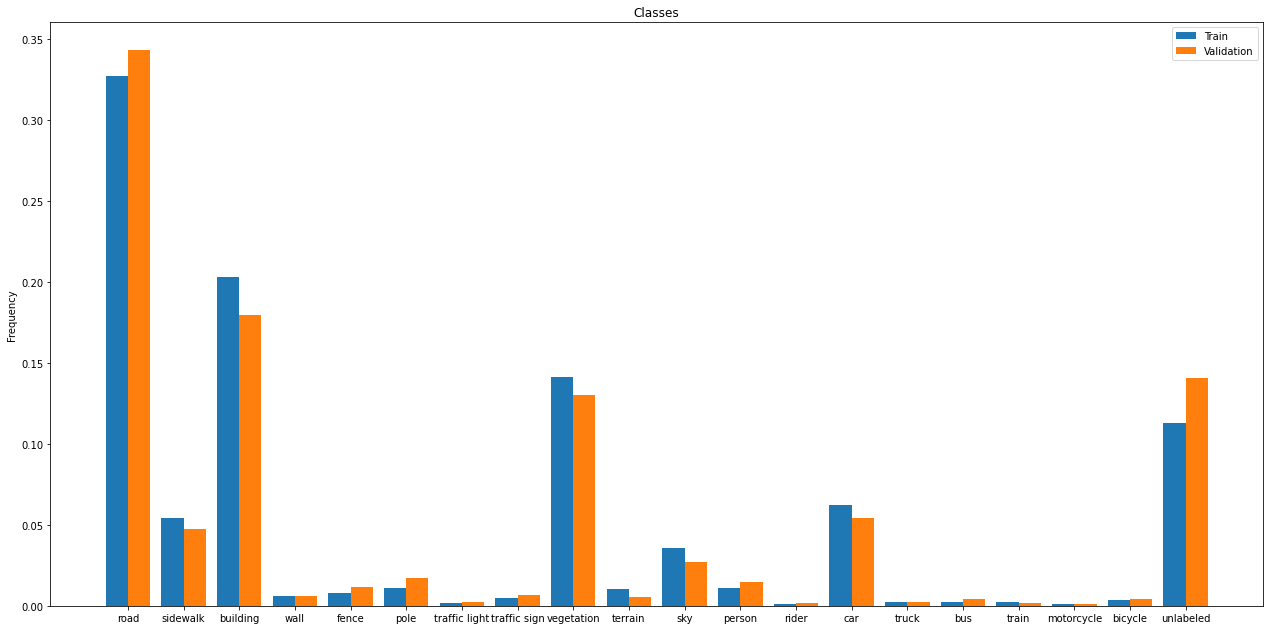 Classes
Train
Validation
Frequency
0.35
0.30
0.25
0.20
0.15
0.10
0.05
0.00
road sidewalk building wall fence pole traffic light traffic sign vegetation terrain sky person rider car truck bus train motorcycle bicycle unlabeled